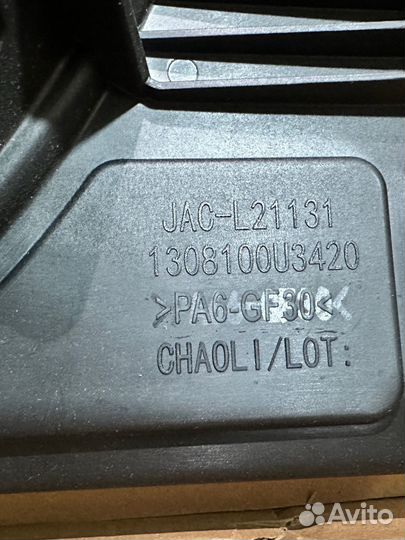 JAC-L21131
1308100U3420
>PA6-GF30<
CHAOLI/LOT:
Avito